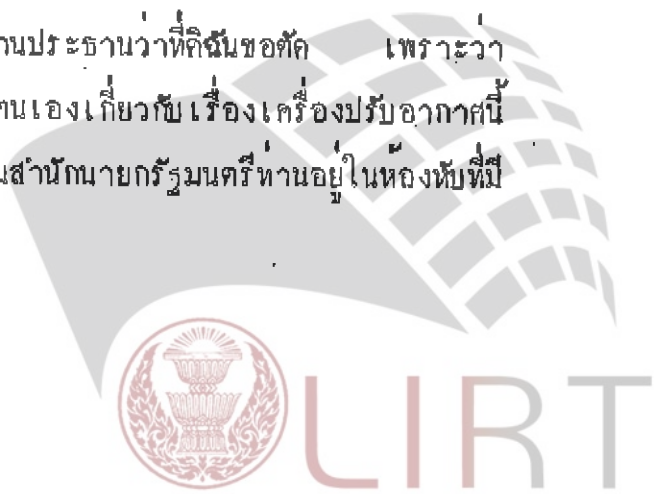 านประธานว่าที่ดิฉันขอตัด เพราะว่า
ตนเองเกี่ยวกับเรื่องเครื่องปรับอากาศนี้
นสำนักนายกรัฐมนตรีท่านอยู่ในห้องทับที่มี
LIRT